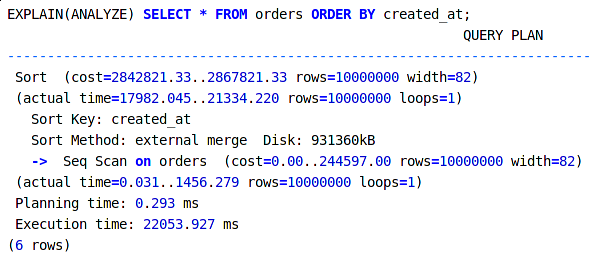 EXPLAIN(ANALYZE) SELECT * FROM orders ORDER BY created_at;
QUERY PLAN
-----------------------------------------------------------------------
Sort  (cost=2842821.33..2867821.33 rows=10000000 width=82)
(actual time=17982.045..21334.220 rows=10000000 loops=1)
Sort Key: created_at
Sort Method: external merge  Disk: 931360kB
->  Seq Scan on orders  (cost=0.00..244597.00 rows=10000000 width=82)
(actual time=0.031..1456.279 rows=10000000 loops=1)
Planning time: 0.293 ms
Execution time: 22053.927 ms
(6 rows)